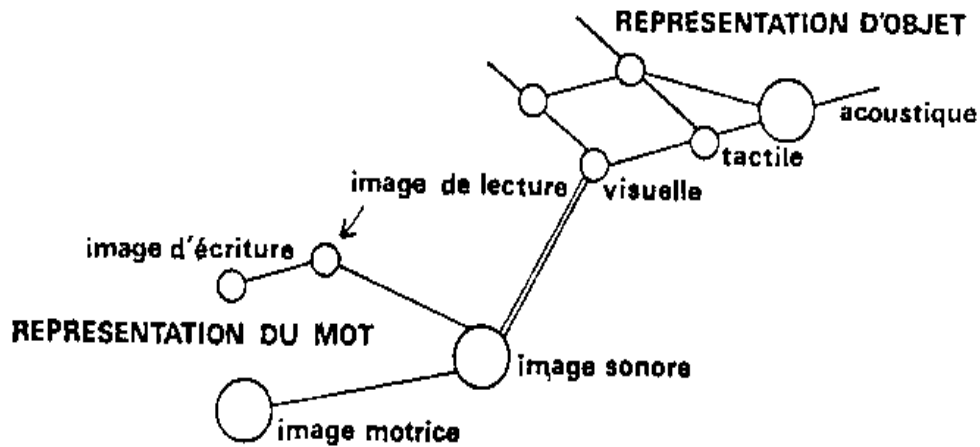 REPRESENTATION D'OBJET
acoustique
tactile
visuelle
image de lecture
image d'écriture
REPRESENTATION DU MOT
image sonore
image motrice